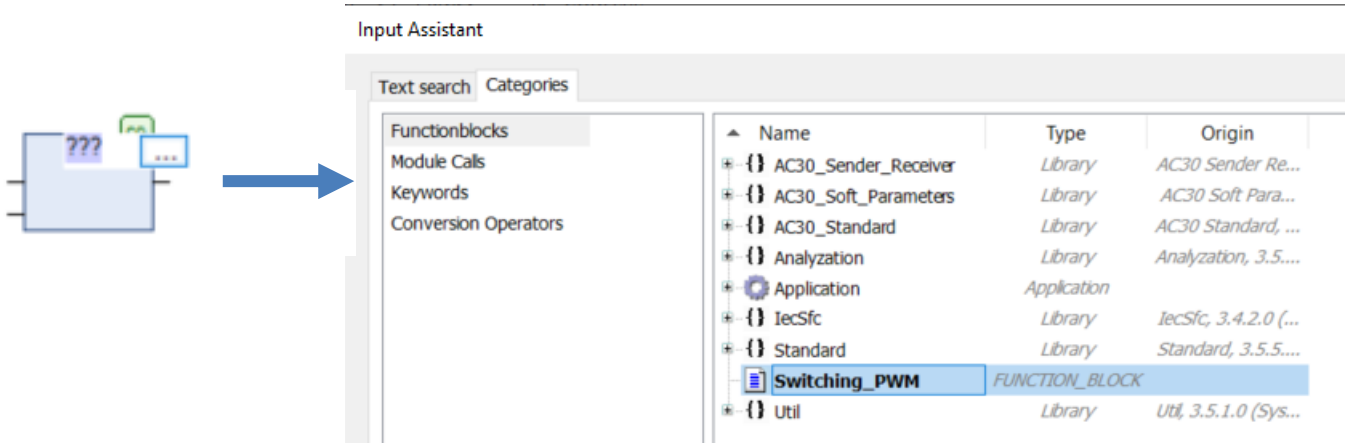 Input Assistant
Text search Categories
???
...
Functionblocks
Module Calls
Keywords
Conversion Operators
Name Type Origin
{} AC30_Sender_Receiver Library AC30 Sender Re...
{} AC30_Soft_Parameters Library AC30 Soft Para...
{} AC30_Standard Library AC30 Standard, ...
{} Analyzation Library Analyzation, 3.5....
Application Application
{} IecSfc Library IecSfc, 3.4.2.0 (...
{} Standard Library Standard, 3.5.5....
Switching_PWM FUNCTION_BLOCK
{} Util Library Util, 3.5.1.0 (Sys...